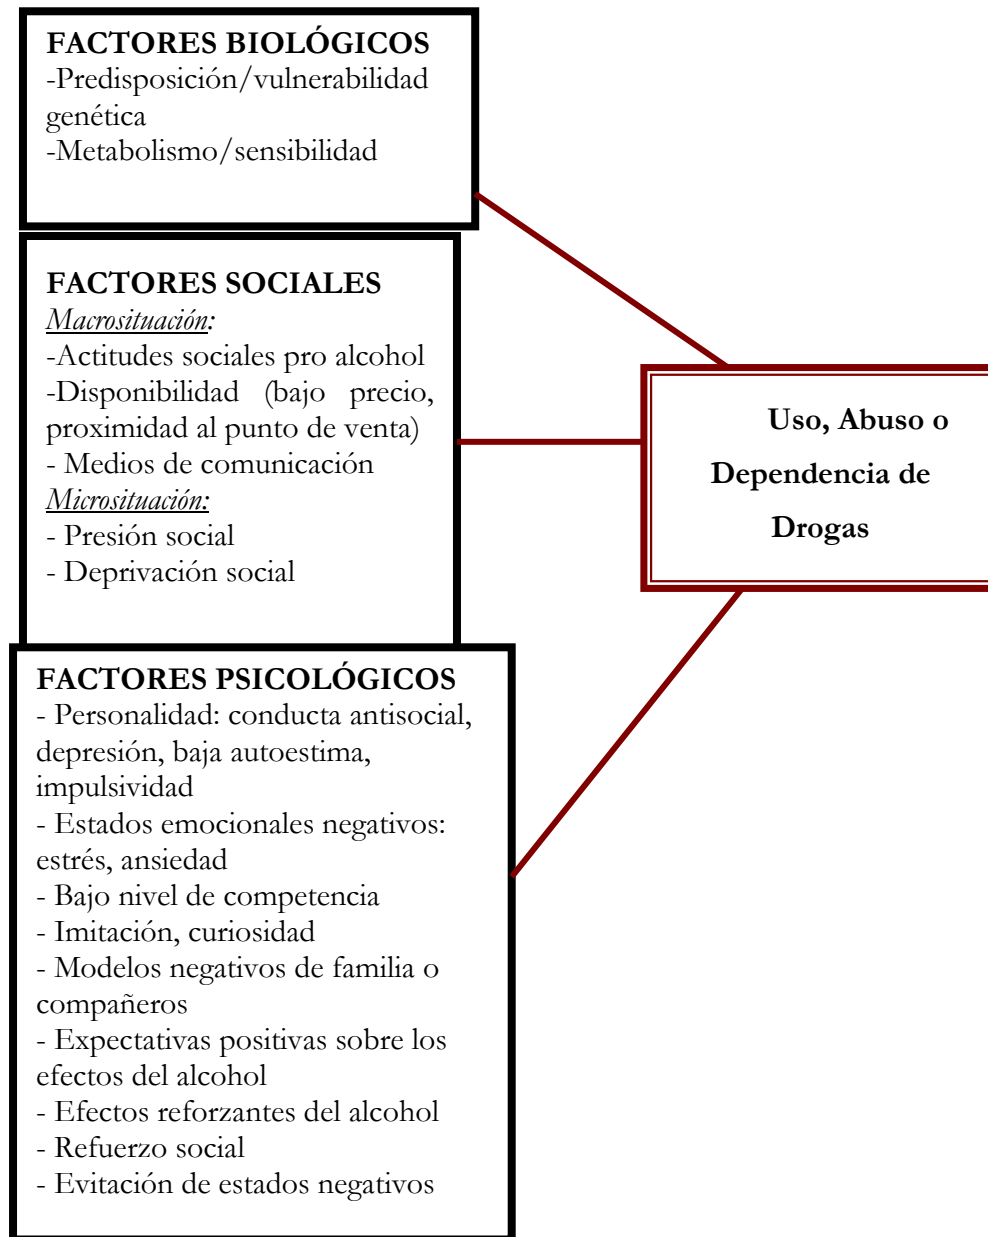 FACTORES BIOLÓGICOS
-Predisposición/vulnerabilidad
genética
-Metabolismo/sensibilidad
FACTORES SOCIALES
Macrosituación:
-Actitudes sociales pro alcohol
-Disponibilidad (bajo precio,
proximidad al punto de venta)
- Medios de comunicación
Microsituación:
- Presión social
- Deprivación social
FACTORES PSICOLÓGICOS
- Personalidad: conducta antisocial,
depresión, baja autoestima,
impulsividad
- Estados emocionales negativos:
estrés, ansiedad
- Bajo nivel de competencia
- Imitación, curiosidad
- Modelos negativos de familia o
compañeros
- Expectativas positivas sobre los
efectos del alcohol
- Efectos reforzantes del alcohol
- Refuerzo social
- Evitación de estados negativos
Uso, Abuso o
Dependencia de
Drogas